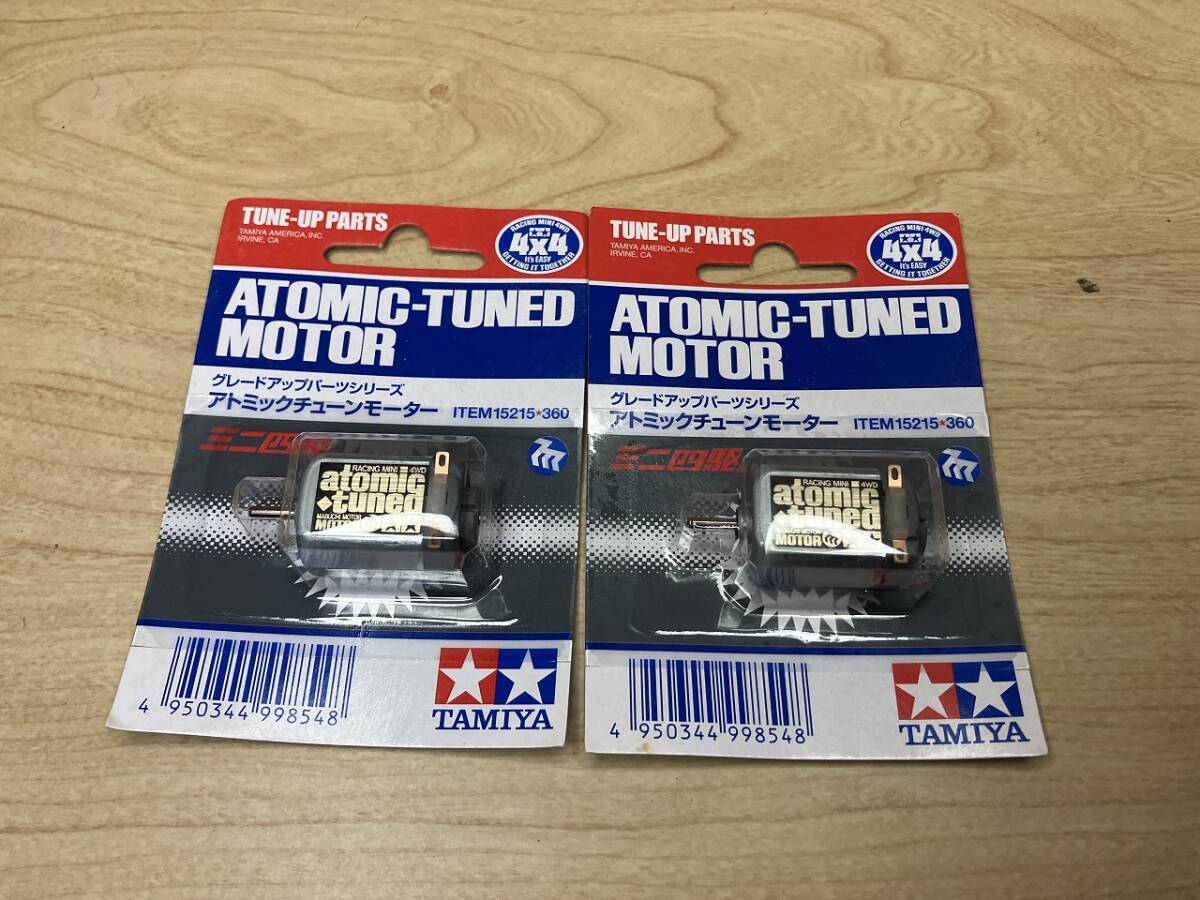 TUNE-UP PARTS
TAMIYA AMERICA, INC.
IRVINE, CA
RACING MINI 4WD
4x4
It's EASY
GETTING IT TOGETHER
ATOMIC-TUNED
MOTOR
グレードアップパーツシリーズ
アトミックチューンモーター ITEM15215★360
ミニ四駆
RACING MINI 4WD
atomic
tuned
MABUCHI MOTOR
4 950344 998548
TAMIYA
TUNE-UP PARTS
TAMIYA AMERICA, INC.
IRVINE, CA
RACING MINI 4WD
4x4
It's EASY
GETTING IT TOGETHER
ATOMIC-TUNED
MOTOR
グレードアップパーツシリーズ
アトミックチューンモーター ITEM15215★360
ミニ四駆
RACING MINI 4WD
atomic
tuned
MABUCHI MOTOR
MOTOR
4 950344 998548
TAMIYA